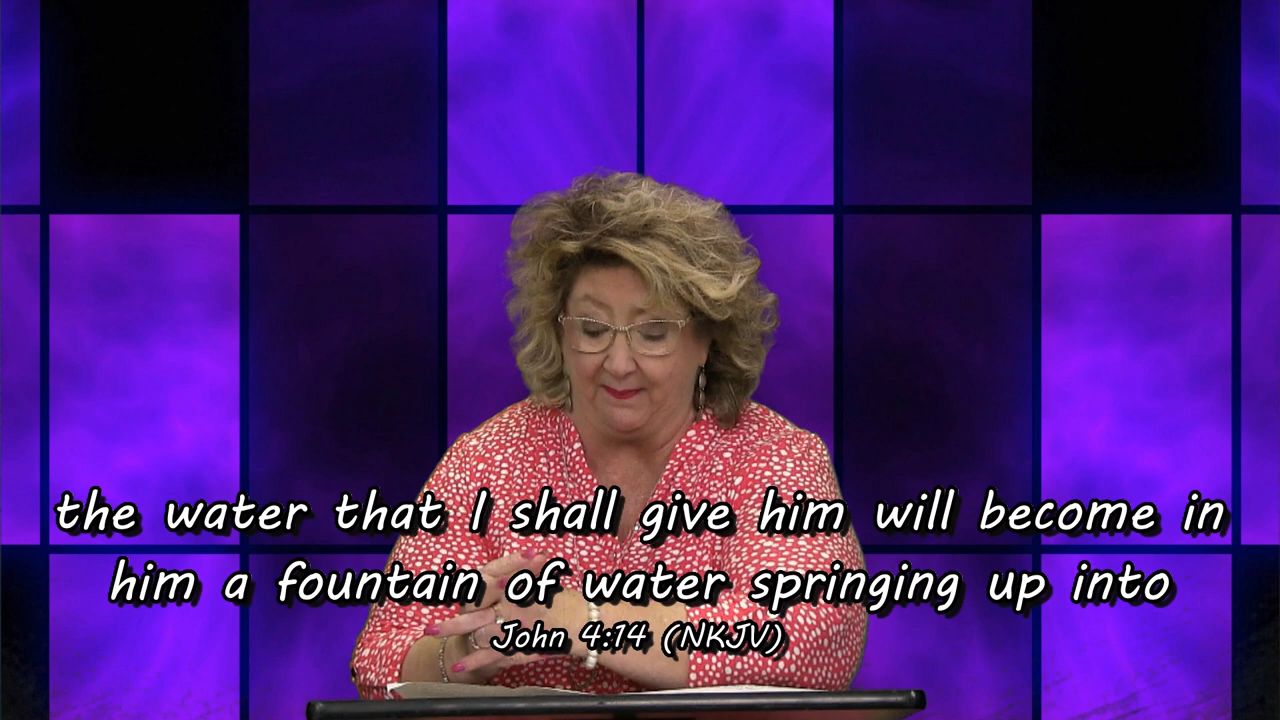 the water that I shall give him will become in
him a fountain of water springing up into
John 4:14 (NKJV)